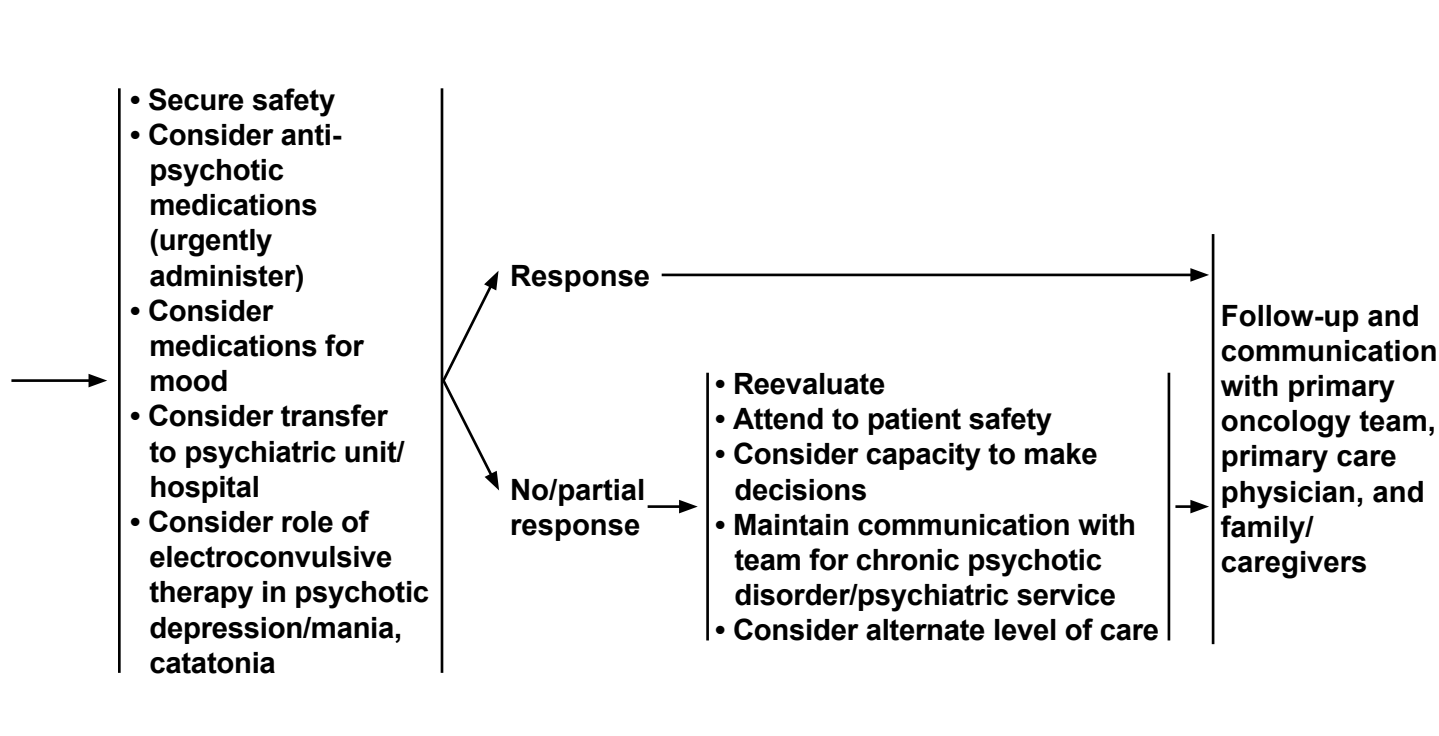 • Secure safety
• Consider anti-
psychotic
medications
(urgently
administer)
• Consider
medications for
mood
• Consider transfer
to psychiatric unit/
hospital
• Consider role of
electroconvulsive
therapy in psychotic
depression/mania,
catatonia
Response
No/partial
response
• Reevaluate
• Attend to patient safety
• Consider capacity to make
decisions
• Maintain communication with
team for chronic psychotic
disorder/psychiatric service
• Consider alternate level of care
Follow-up and
communication
with primary
oncology team,
primary care
physician, and
family/
caregivers